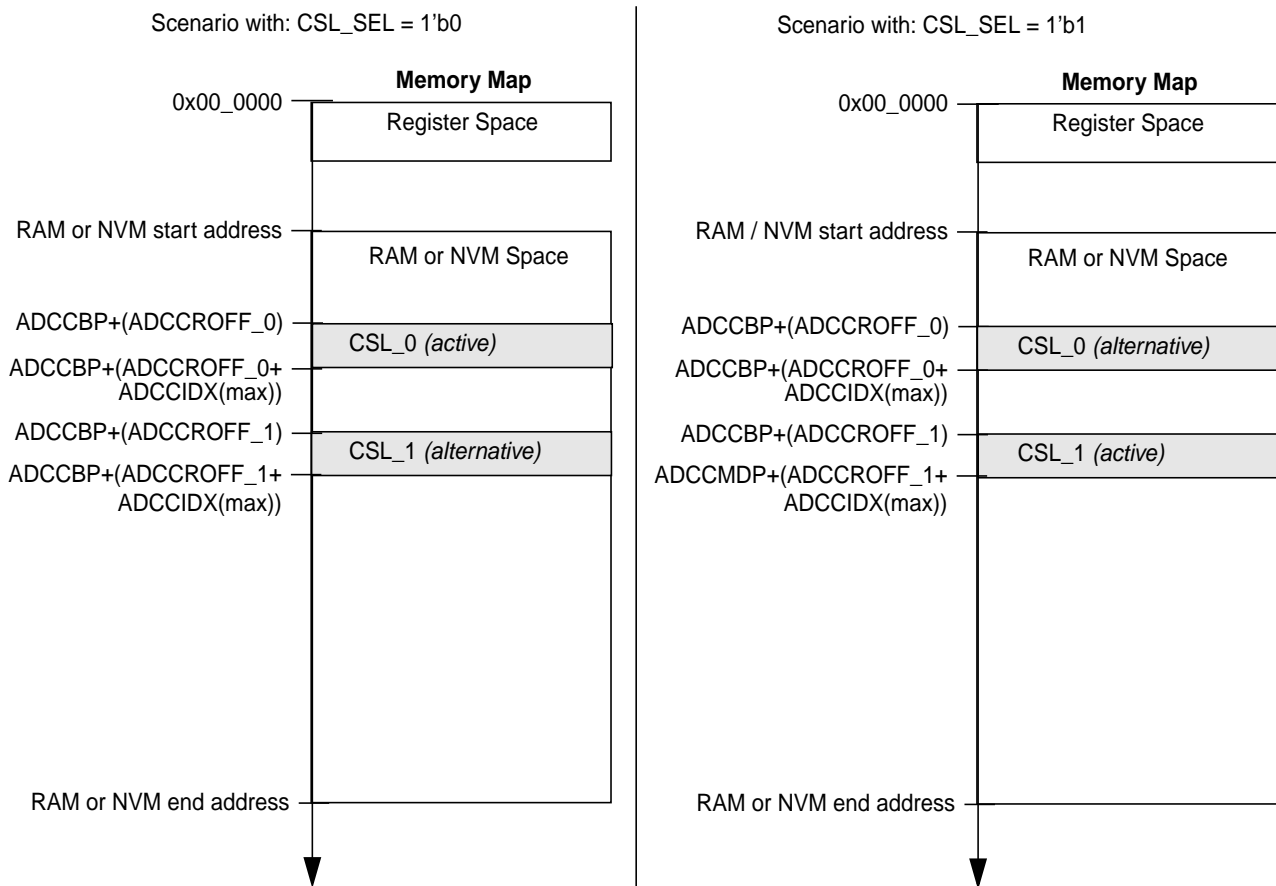 Scenario with: CSL_SEL = 1’b0
Memory Map
0x00_0000
Register Space
RAM or NVM start address
RAM or NVM Space
ADCCBP+(ADCCROFF_0)
CSL_0 (active)
ADCCBP+(ADCCROFF_0+
ADCCIDX(max))
ADCCBP+(ADCCROFF_1)
CSL_1 (alternative)
ADCCBP+(ADCCROFF_1+
ADCCIDX(max))
RAM or NVM end address
Scenario with: CSL_SEL = 1’b1
Memory Map
0x00_0000
Register Space
RAM / NVM start address
RAM or NVM Space
ADCCBP+(ADCCROFF_0)
CSL_0 (alternative)
ADCCBP+(ADCCROFF_0+
ADCCIDX(max))
ADCCBP+(ADCCROFF_1)
CSL_1 (active)
ADCCMDP+(ADCCROFF_1+
ADCCIDX(max))
RAM or NVM end address